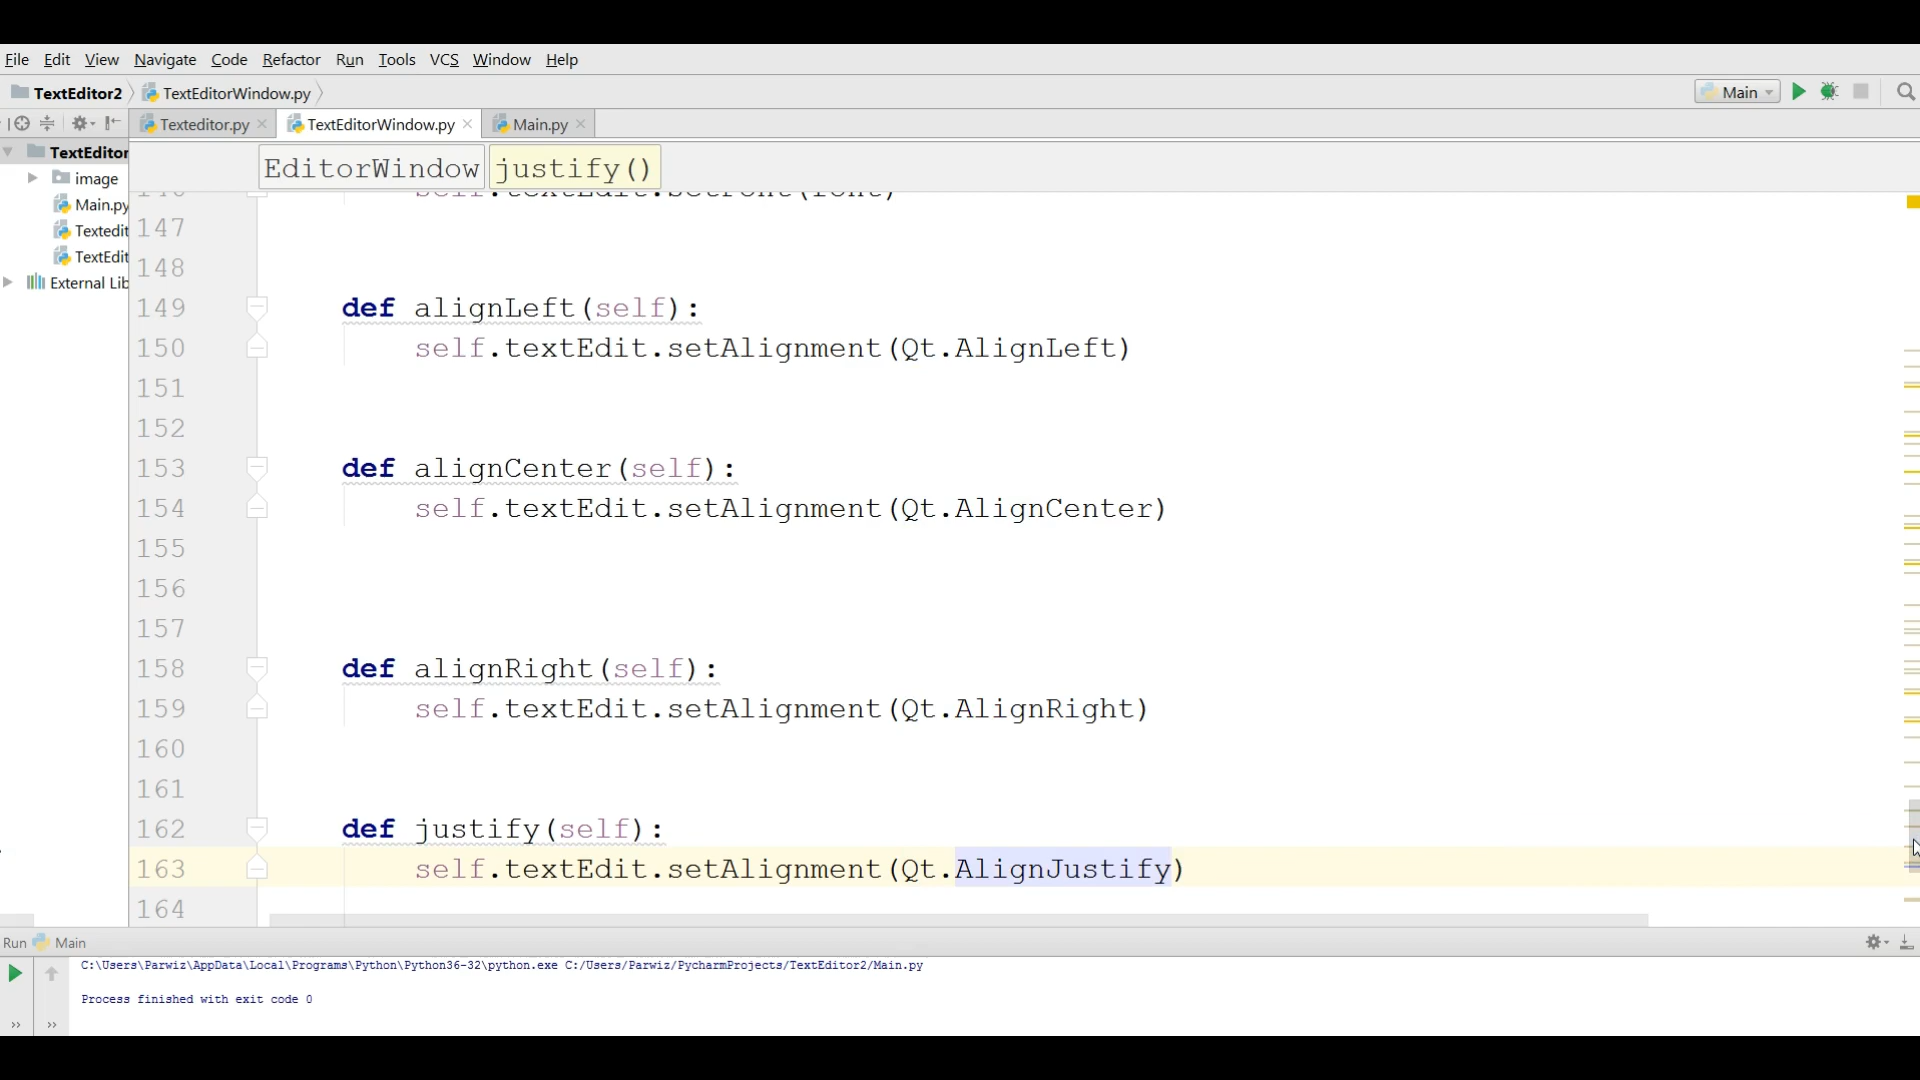 File Edit View Navigate Code Refactor Run Tools VCS Window Help
TextEditor2 TextEditorWindow.py Main
Texteditor.py TextEditorWindow.py Main.py
TextEditor
EditorWindow justify()
image
Main.py
Textedit
TextEdit
External Lib
147
148
149 def alignLeft(self):
150 self.textEdit.setAlignment(Qt.AlignLeft)
151
152
153 def alignCenter(self):
154 self.textEdit.setAlignment(Qt.AlignCenter)
155
156
157
158 def alignRight(self):
159 self.textEdit.setAlignment(Qt.AlignRight)
160
161
162 def justify(self):
163 self.textEdit.setAlignment(Qt.AlignJustify)
164
Run Main
C:\Users\Parwiz\AppData\Local\Programs\Python\Python36-32\python.exe C:/Users/Parwiz/PycharmProjects/TextEditor2/Main.py
Process finished with exit code 0